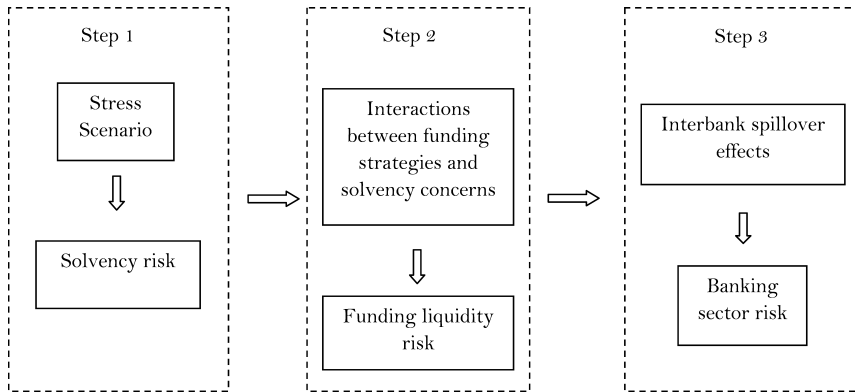 Step 1
Stress
Scenario
Solvency risk
Step 2
Interactions
between funding
strategies and
solvency concerns
Funding liquidity
risk
Step 3
Interbank spillover
effects
Banking
sector risk